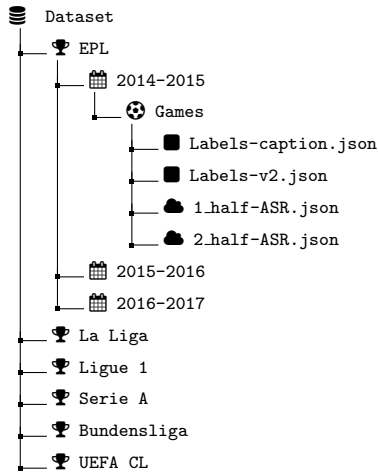 Dataset
EPL
2014-2015
Games
Labels-caption.json
Labels-v2.json
1_half-ASR.json
2_half-ASR.json
2015-2016
2016-2017
La Liga
Ligue 1
Serie A
Bundensliga
UEFA CL